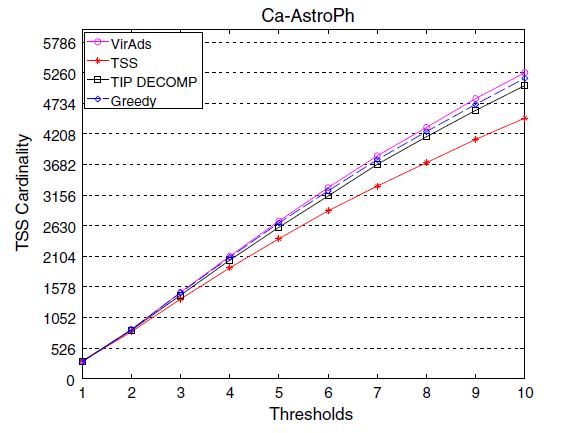 Ca-AstroPh
5786
5260
4734
4208
3682
3156
2630
2104
1578
1052
526
0
VirAds
TSS
TIP DECOMP
Greedy
TSS Cardinality
1 2 3 4 5 6 7 8 9 10
Thresholds